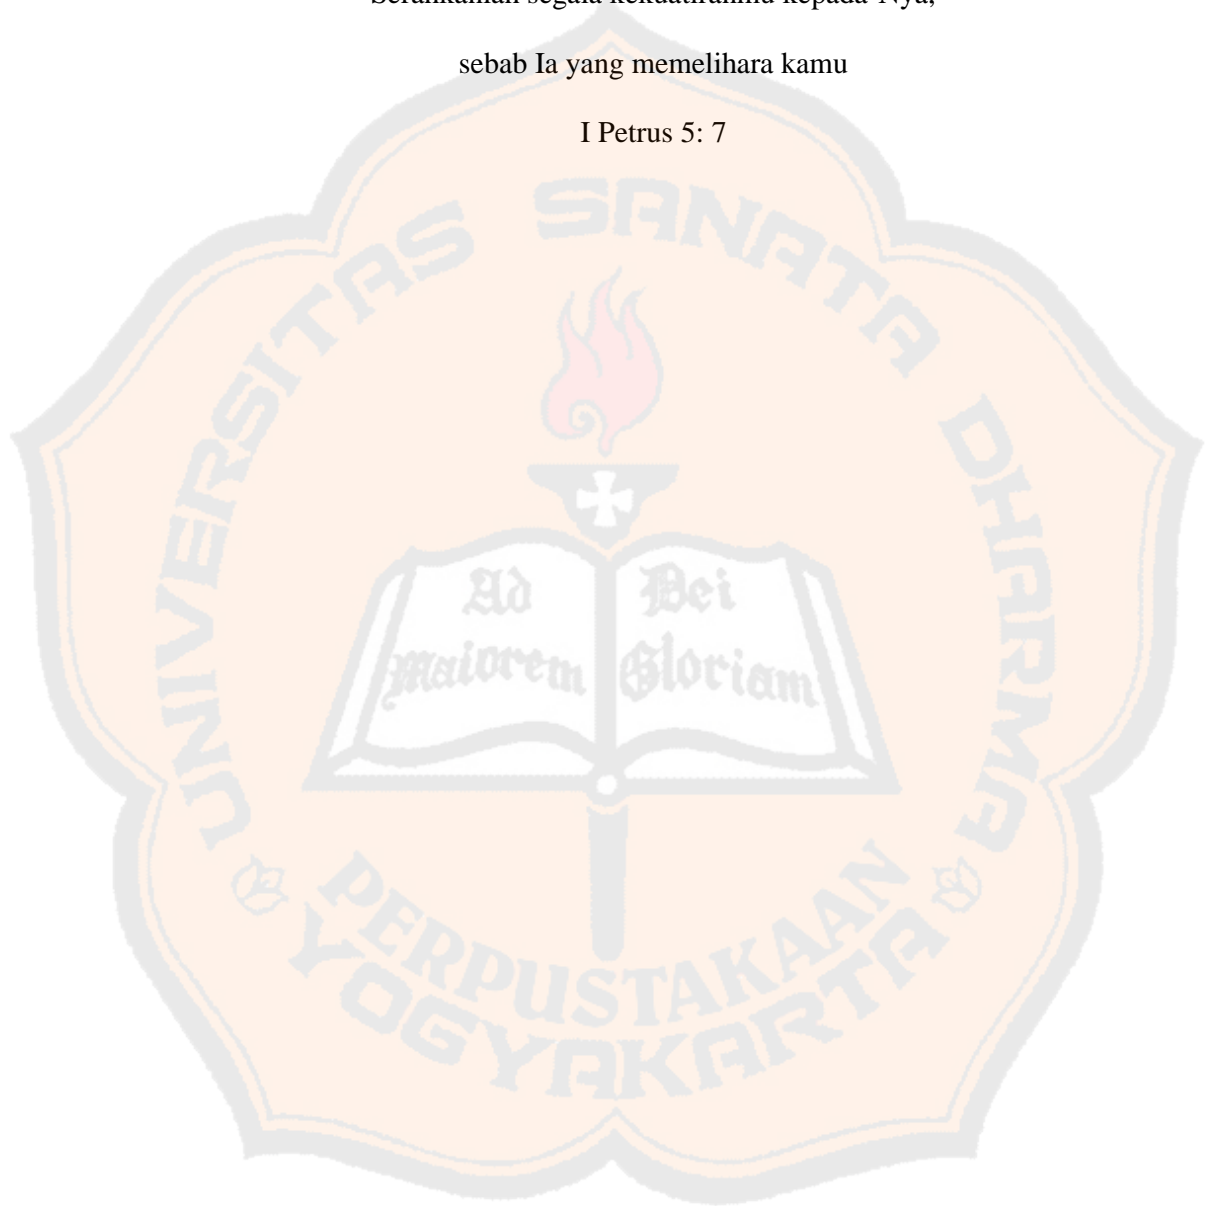 Serahkanlah segala kekuatiranmu kepada-Nya,
sebab Ia yang memelihara kamu
I Petrus 5: 7
UNIVERSITAS SANATA DHARMA
Ad Dei
Maiorem Gloriam
PERPUSTAKAAN
YOGYAKARTA